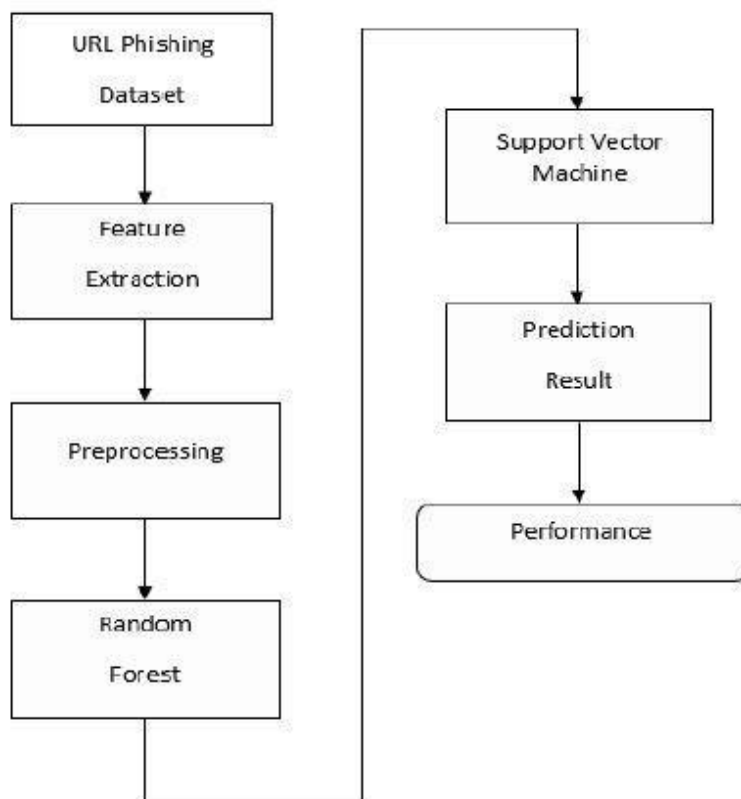 URL Phishing
Dataset
Feature
Extraction
Preprocessing
Random
Forest
Support Vector
Machine
Prediction
Result
Performance